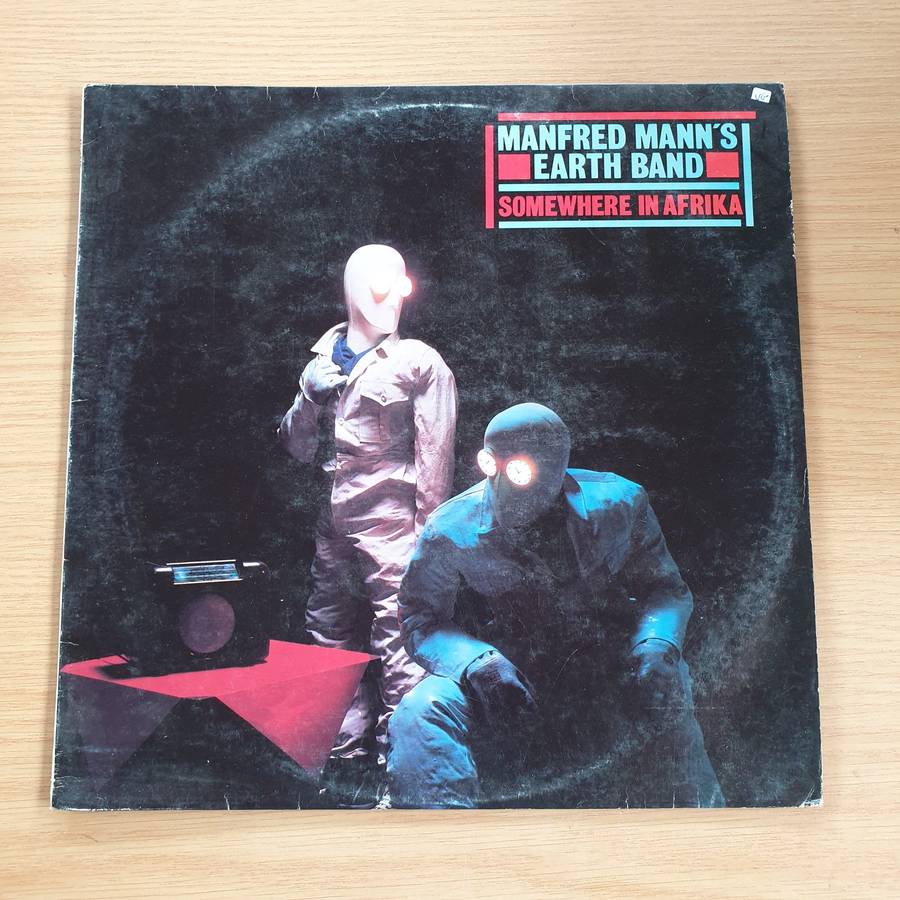 MANFRED MANN'S
EARTH BAND
SOMEWHERE IN AFRIKA